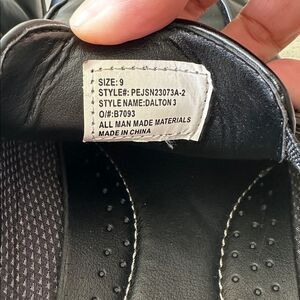 SIZE: 9
STYLE#: PEJSN23073A-2
STYLE NAME:DALTON 3
O/#:B7093
ALL MAN MADE MATERIALS
MADE IN CHINA